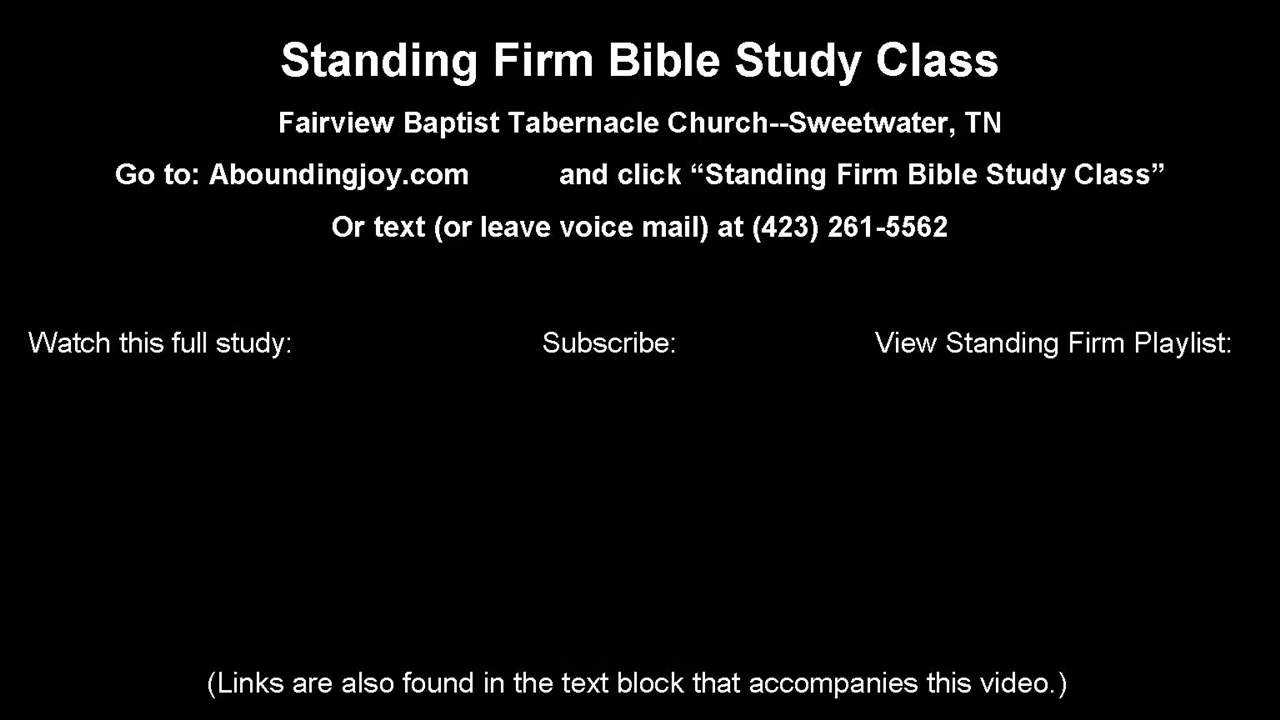 Standing Firm Bible Study Class
Fairview Baptist Tabernacle Church--Sweetwater, TN
Go to: Aboundingjoy.com and click “Standing Firm Bible Study Class”
Or text (or leave voice mail) at (423) 261-5562
Watch this full study: Subscribe: View Standing Firm Playlist:
(Links are also found in the text block that accompanies this video.)